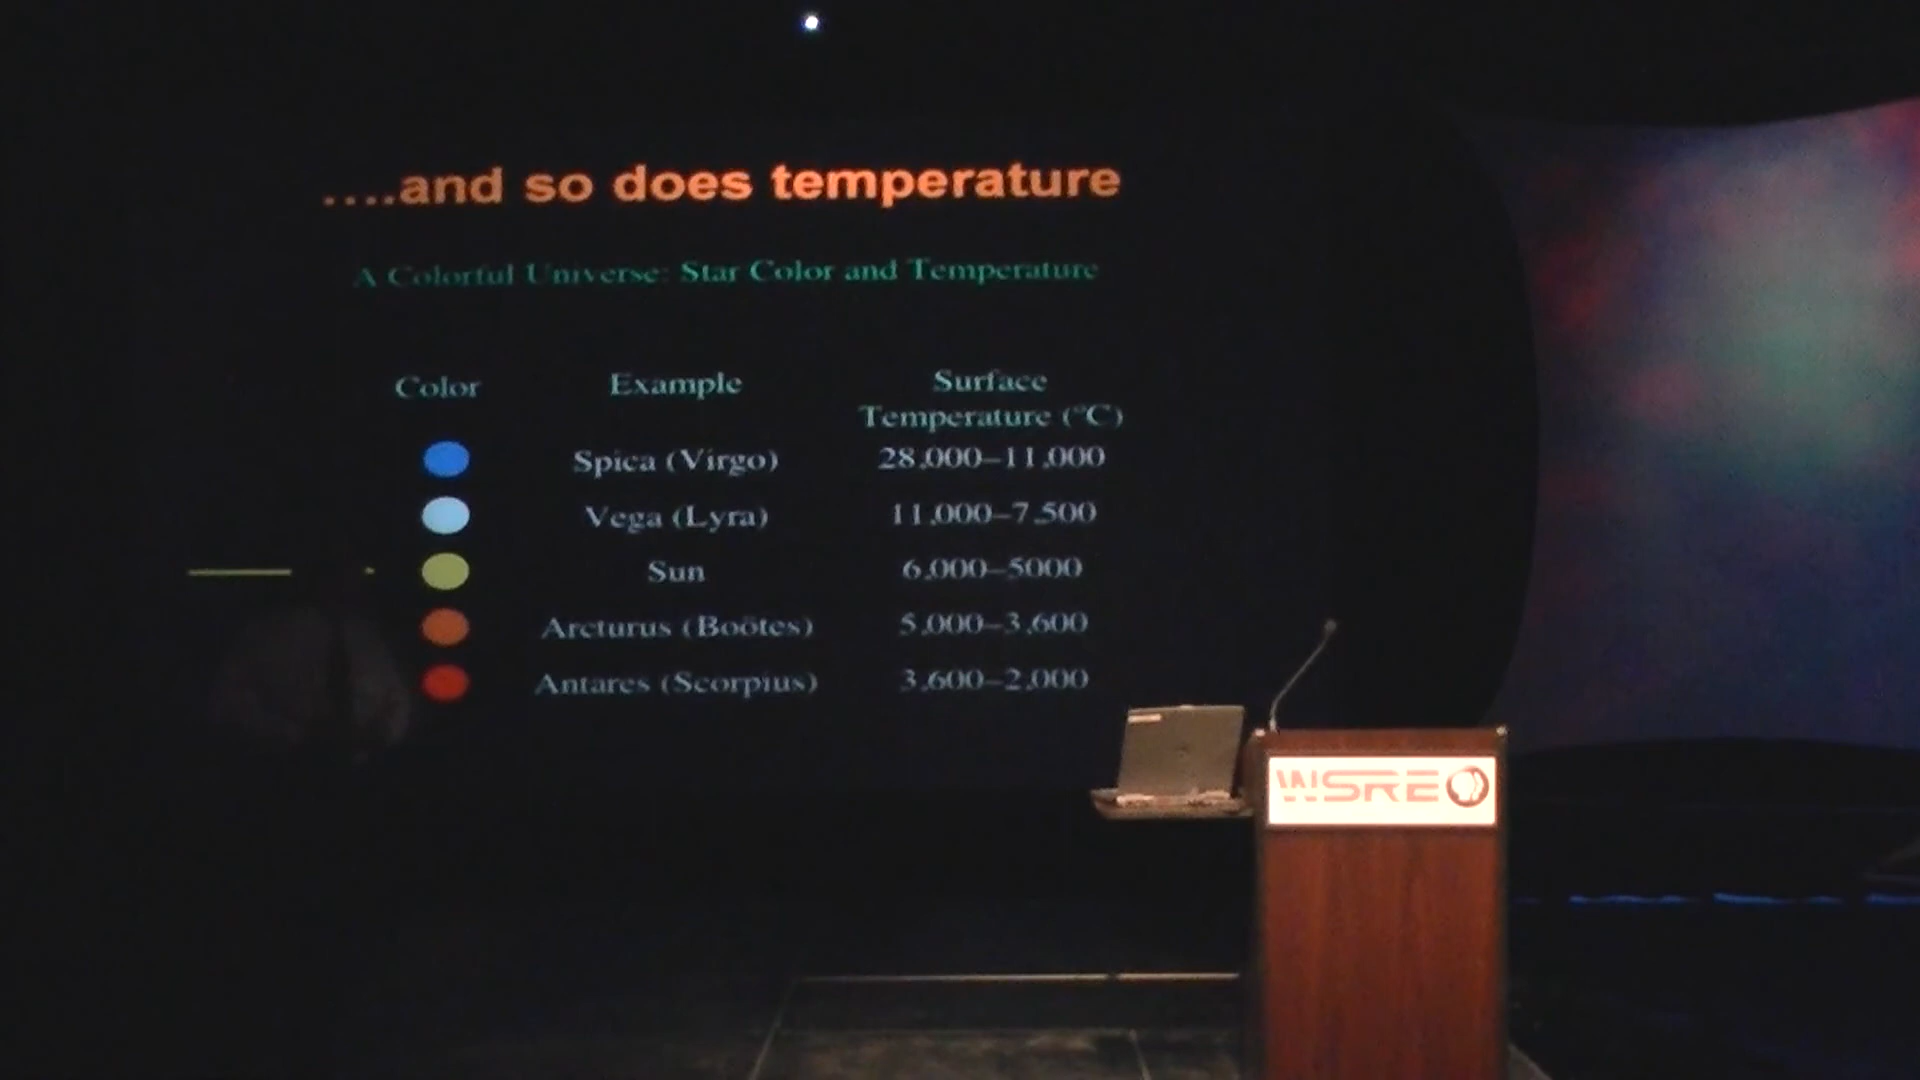 ....and so does temperature
A Colorful Universe: Star Color and Temperature
Color Example Surface Temperature (°C)
Spica (Virgo) 28,000–11,000
Vega (Lyra) 11,000–7,500
Sun 6,000–5000
Arcturus (Boötes) 5,000–3,600
Antares (Scorpius) 3,600–2,000
WSRE